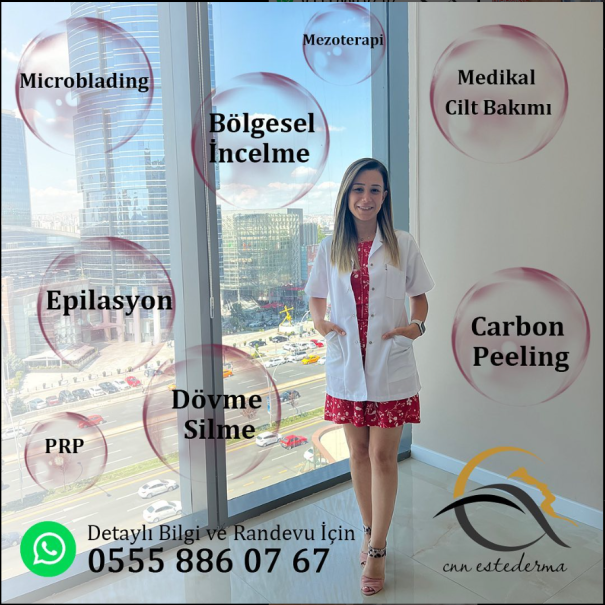 Mezoterapi
Microblading
Medikal
Cilt Bakımı
Bölgesel
İncelme
Epilasyon
Carbon
Peeling
Dövme
Silme
PRP
Detaylı Bilgi ve Randevu İçin
0555 886 07 67
cnn estederma